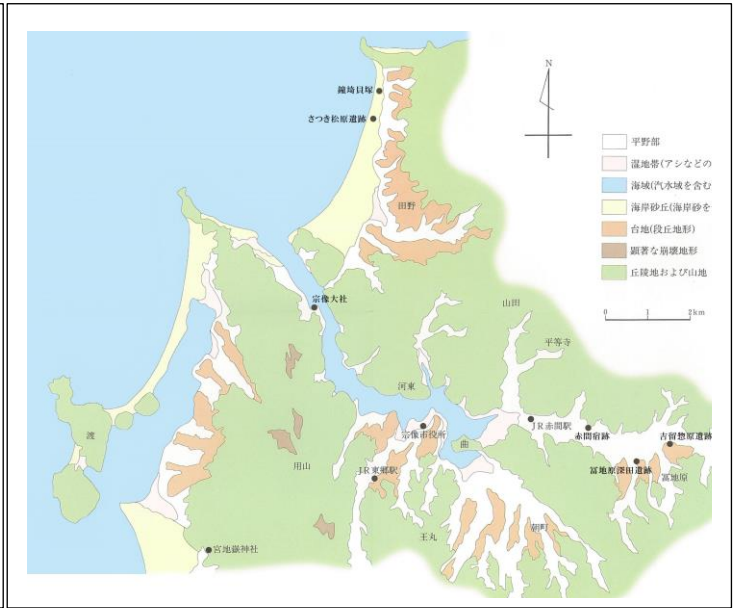 鐘埼貝塚
さつき松原遺跡
N
平野部
湿地帯(アシなどの
海域(汽水域を含む
海岸砂丘(海岸砂を
台地(段丘地形)
顕著な崩壊地形
丘陵地および山地
0 1 2km
田野
宗像大社
山田
平等寺
河東
渡
宗像市役所
曲
JR赤間駅
赤間宿跡
吉留惣原遺跡
冨地原
冨地原深田遺跡
用山
JR東郷駅
朝町
王丸
宮地嶽神社